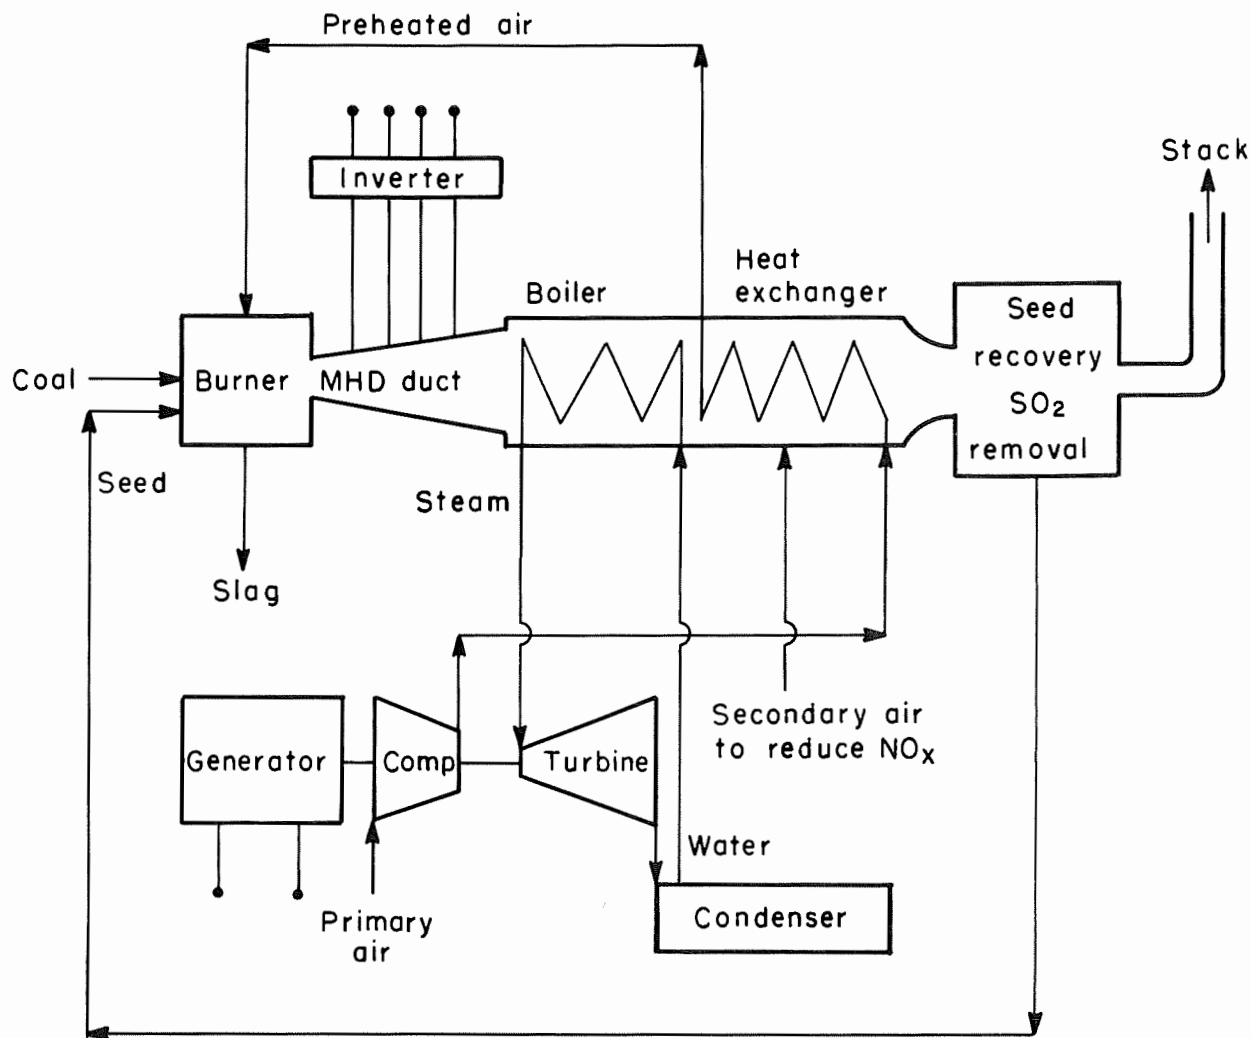 Preheated air
Stack
Inverter
Heat
exchanger
Boiler
Seed
recovery
SO2
removal
Coal
Burner
MHD duct
Seed
Steam
Slag
Secondary air
to reduce NOx
Generator
Comp
Turbine
Water
Primary
air
Condenser